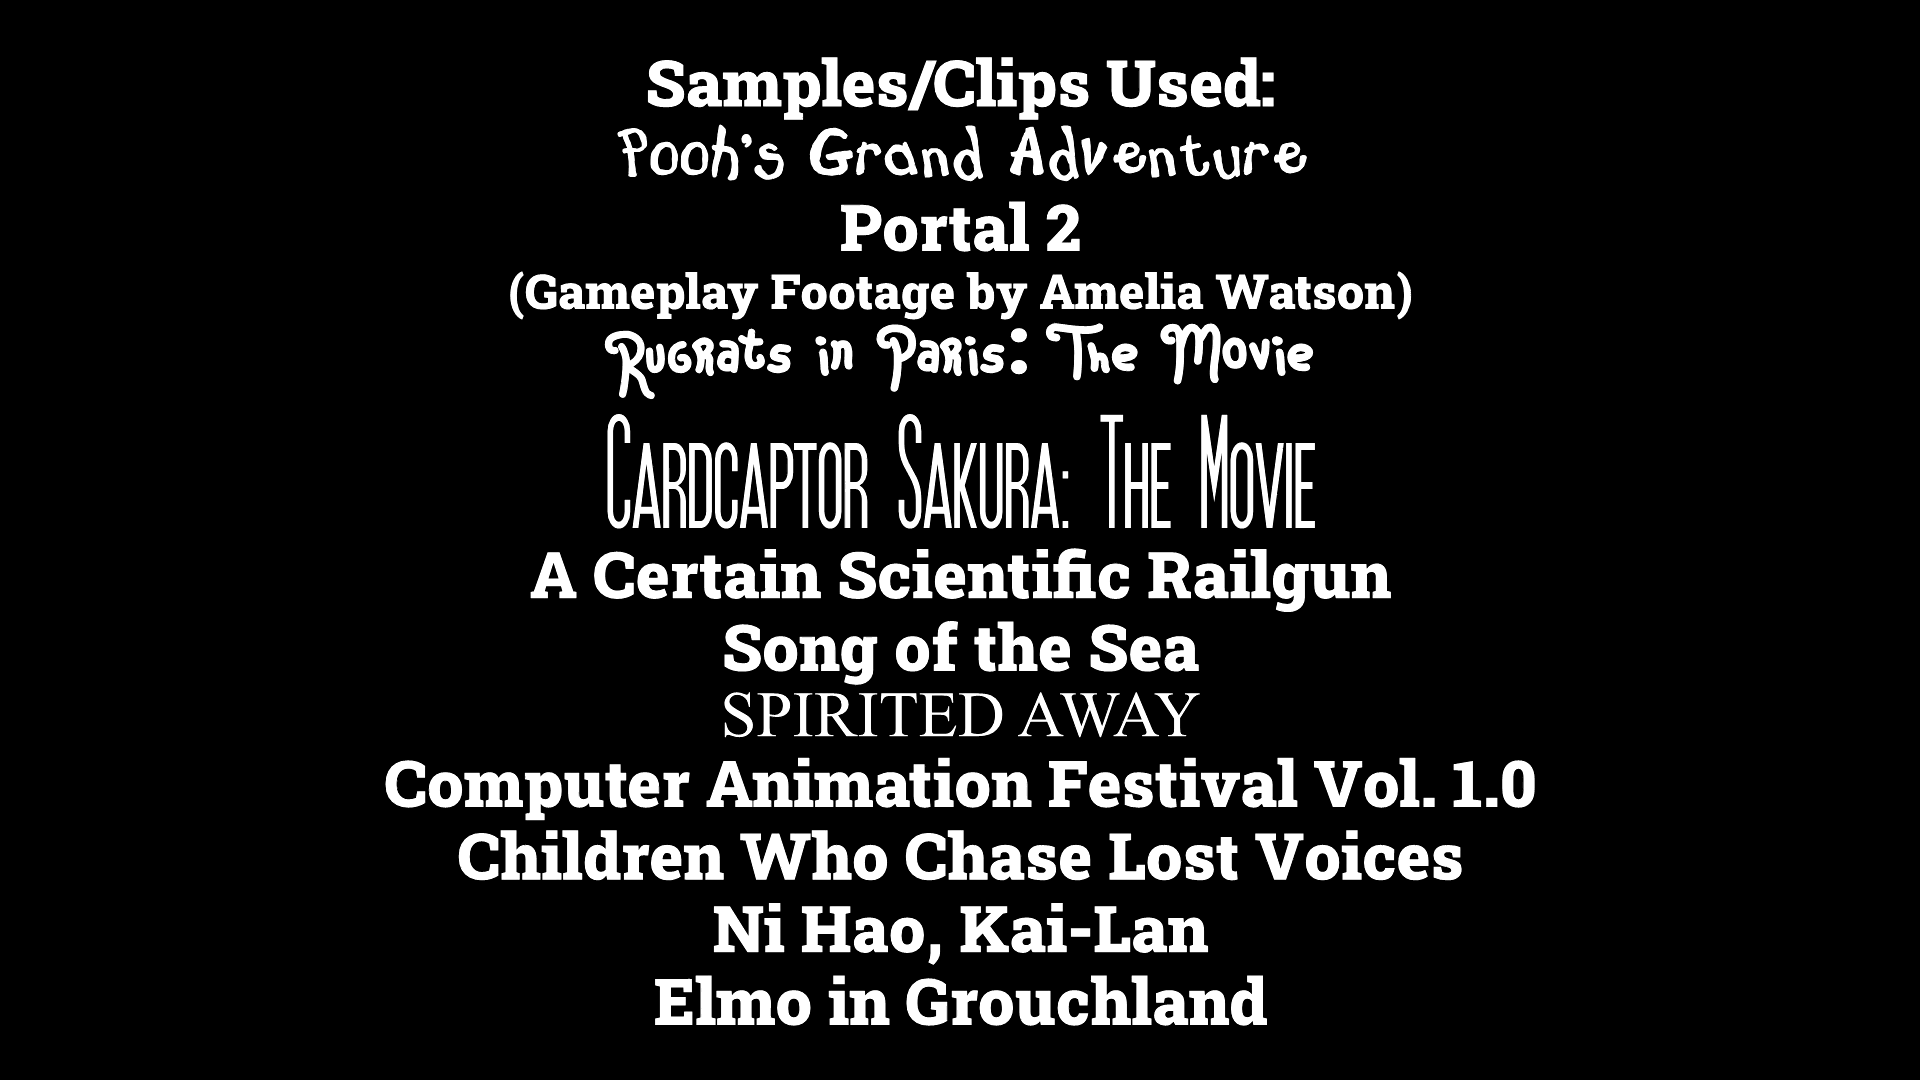 Samples/Clips Used:
Pooh's Grand Adventure
Portal 2
(Gameplay Footage by Amelia Watson)
Rugrats in Paris: The Movie
Cardcaptor Sakura: The Movie
A Certain Scientific Railgun
Song of the Sea
SPIRITED AWAY
Computer Animation Festival Vol. 1.0
Children Who Chase Lost Voices
Ni Hao, Kai-Lan
Elmo in Grouchland